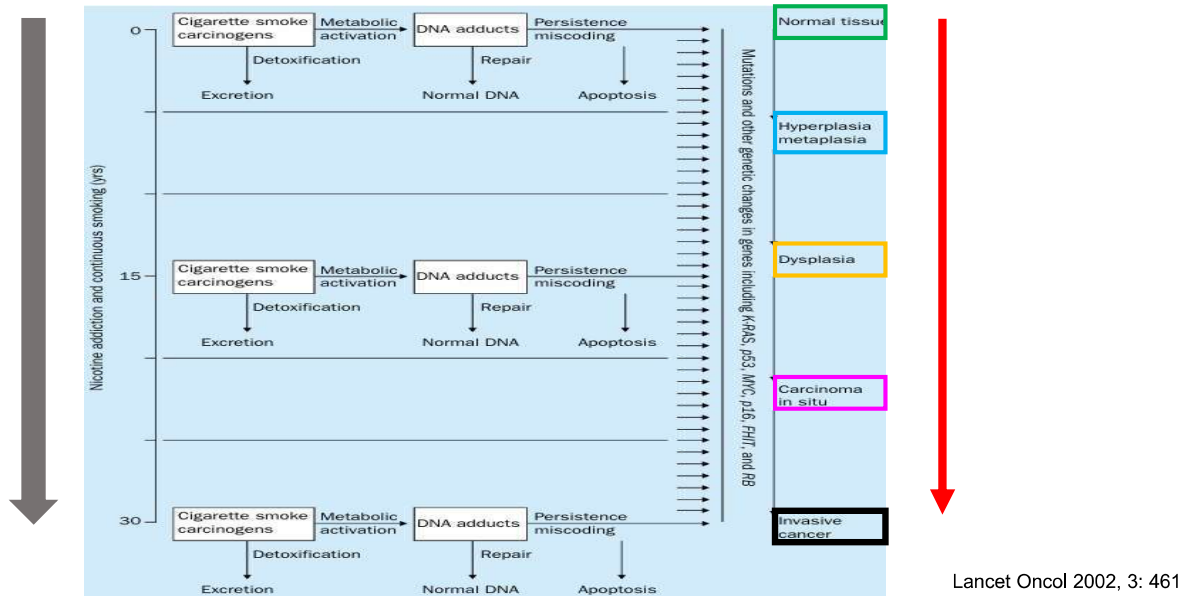 Cigarette smoke
carcinogens
Metabolic
activation
DNA adducts
Persistence
miscoding
Normal tissue
0
Detoxification
Repair
Excretion
Normal DNA
Apoptosis
Hyperplasia
metaplasia
Nicotine addiction and continuous smoking (yrs)
Mutations and other genetic changes in genes including K-RAS, p53, MYC, p16, FHIT, and RB
Dysplasia
15
Cigarette smoke
carcinogens
Metabolic
activation
DNA adducts
Persistence
miscoding
Detoxification
Repair
Excretion
Normal DNA
Apoptosis
Carcinoma
in situ
30
Cigarette smoke
carcinogens
Metabolic
activation
DNA adducts
Persistence
miscoding
Invasive
cancer
Detoxification
Repair
Excretion
Normal DNA
Apoptosis
Lancet Oncol 2002, 3: 461